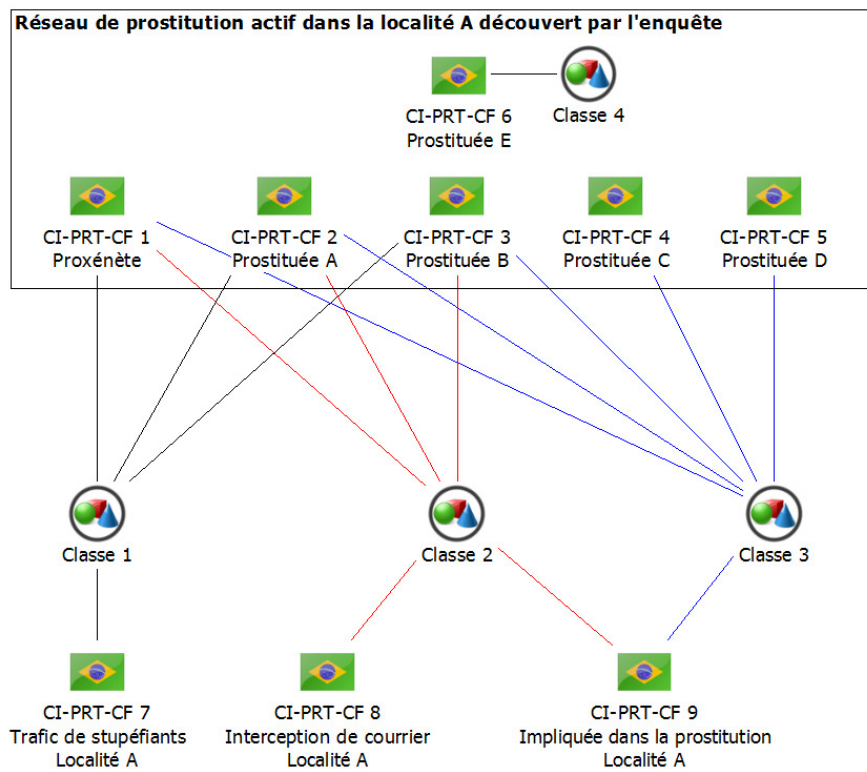 Réseau de prostitution actif dans la localité A découvert par l'enquête
CI-PRT-CF 6
Prostituée E
Classe 4
CI-PRT-CF 1
Proxénète
CI-PRT-CF 2
Prostituée A
CI-PRT-CF 3
Prostituée B
CI-PRT-CF 4
Prostituée C
CI-PRT-CF 5
Prostituée D
Classe 1
Classe 2
Classe 3
CI-PRT-CF 7
Trafic de stupéfiants
Localité A
CI-PRT-CF 8
Interception de courrier
Localité A
CI-PRT-CF 9
Impliquée dans la prostitution
Localité A